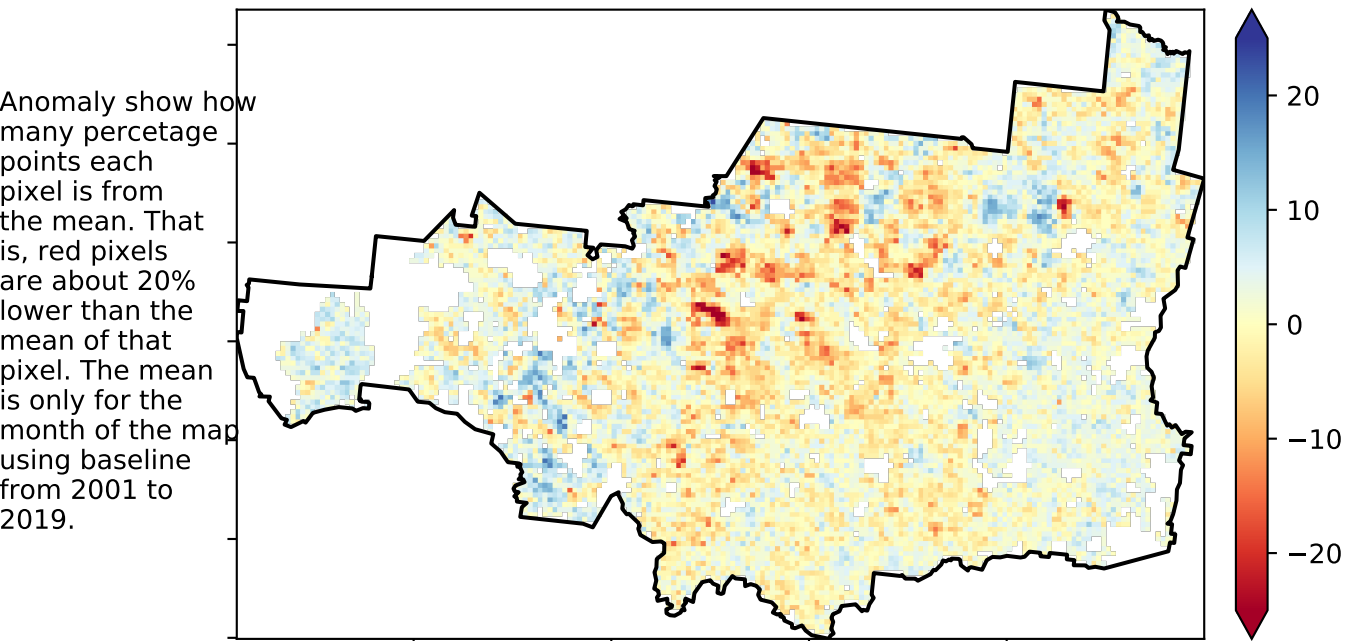 Anomaly show how
many percetage
points each
pixel is from
the mean. That
is, red pixels
are about 20%
lower than the
mean of that
pixel. The mean
is only for the
month of the map
using baseline
from 2001 to
2019.
20
10
0
−10
−20